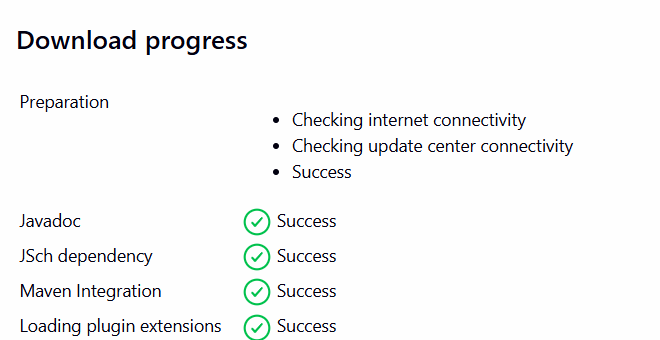 Download progress
Preparation
Checking internet connectivity
Checking update center connectivity
Success
Javadoc Success
JSch dependency Success
Maven Integration Success
Loading plugin extensions Success